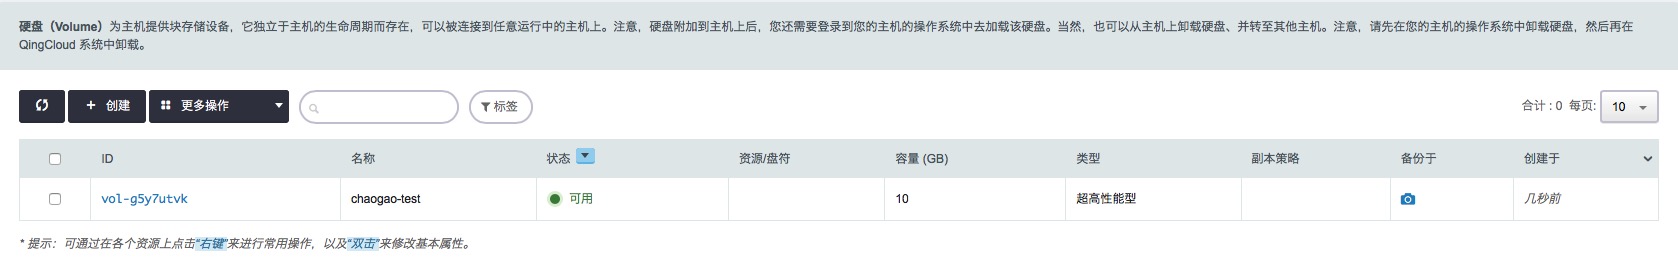 硬盘（Volume）为主机提供块存储设备，它独立于主机的生命周期而存在，可以被连接到任意运行中的主机上。注意，硬盘附加到主机上后，您还需要登录到您的主机的操作系统中去加载该硬盘。当然，也可以从主机上卸载硬盘、并转至其他主机。注意，请先在您的主机的操作系统中卸载硬盘，然后再在
QingCloud 系统中卸载。
创建 更多操作 标签 合计 : 0 每页: 10
ID 名称 状态 资源/盘符 容量 (GB) 类型 副本策略 备份于 创建于
vol-g5y7utvk chaogao-test 可用 10 超高性能型 几秒前
* 提示：可通过在各个资源上点击“右键”来进行常用操作，以及“双击”来修改基本属性。